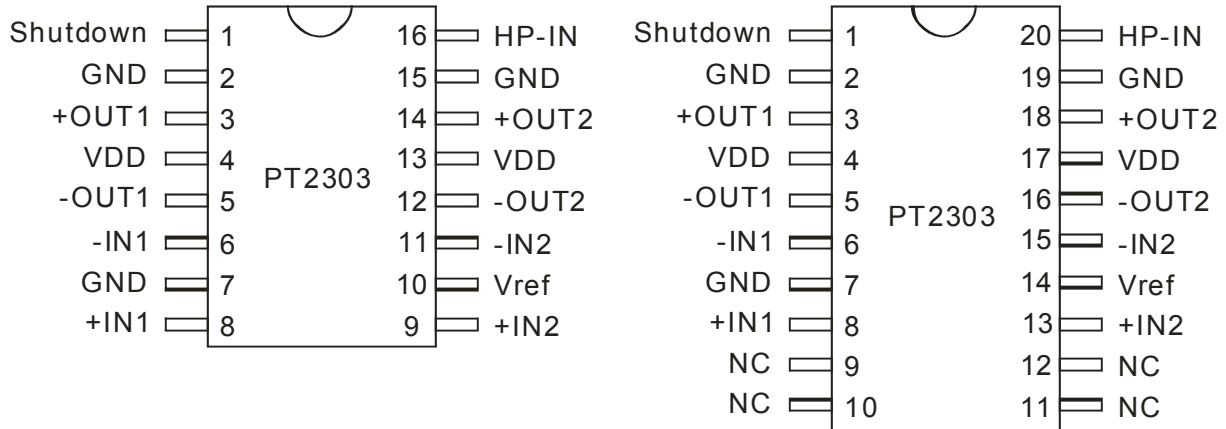 Shutdown 1 16 HP-IN
GND 2 15 GND
+OUT1 3 14 +OUT2
VDD 4 13 VDD
PT2303
-OUT1 5 12 -OUT2
-IN1 6 11 -IN2
GND 7 10 Vref
+IN1 8 9 +IN2
Shutdown 1 20 HP-IN
GND 2 19 GND
+OUT1 3 18 +OUT2
VDD 4 17 VDD
-OUT1 5 16 -OUT2
PT2303
-IN1 6 15 -IN2
GND 7 14 Vref
+IN1 8 13 +IN2
NC 9 12 NC
NC 10 11 NC